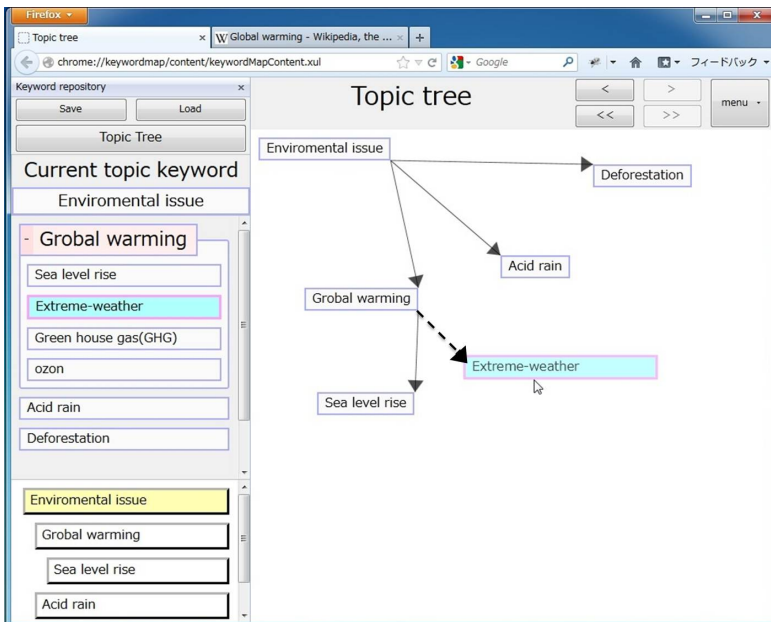 Firefox
Topic tree
Global warming - Wikipedia, the ...
chrome://keywordmap/content/keywordMapContent.xul
Google
フィードバック
Keyword repository
Save
Load
Topic Tree
Current topic keyword
Enviromental issue
- Grobal warming
Sea level rise
Extreme-weather
Green house gas(GHG)
ozon
Acid rain
Deforestation
Enviromental issue
Grobal warming
Sea level rise
Acid rain
Topic tree
<
>
<<
>>
menu
Enviromental issue
Deforestation
Acid rain
Grobal warming
Extreme-weather
Sea level rise